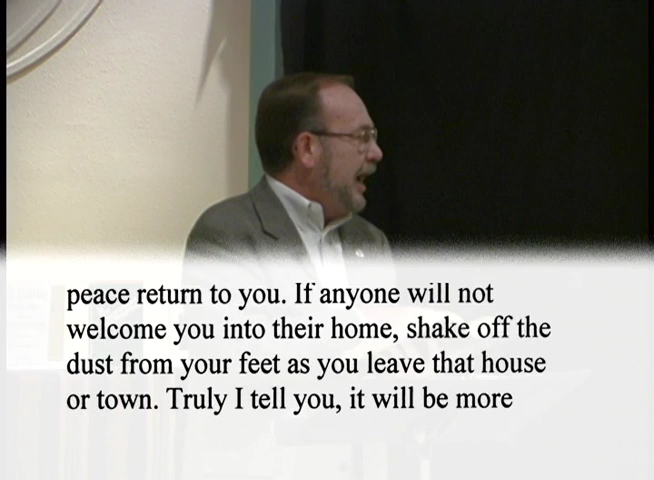 peace return to you. If anyone will not
welcome you into their home, shake off the
dust from your feet as you leave that house
or town. Truly I tell you, it will be more